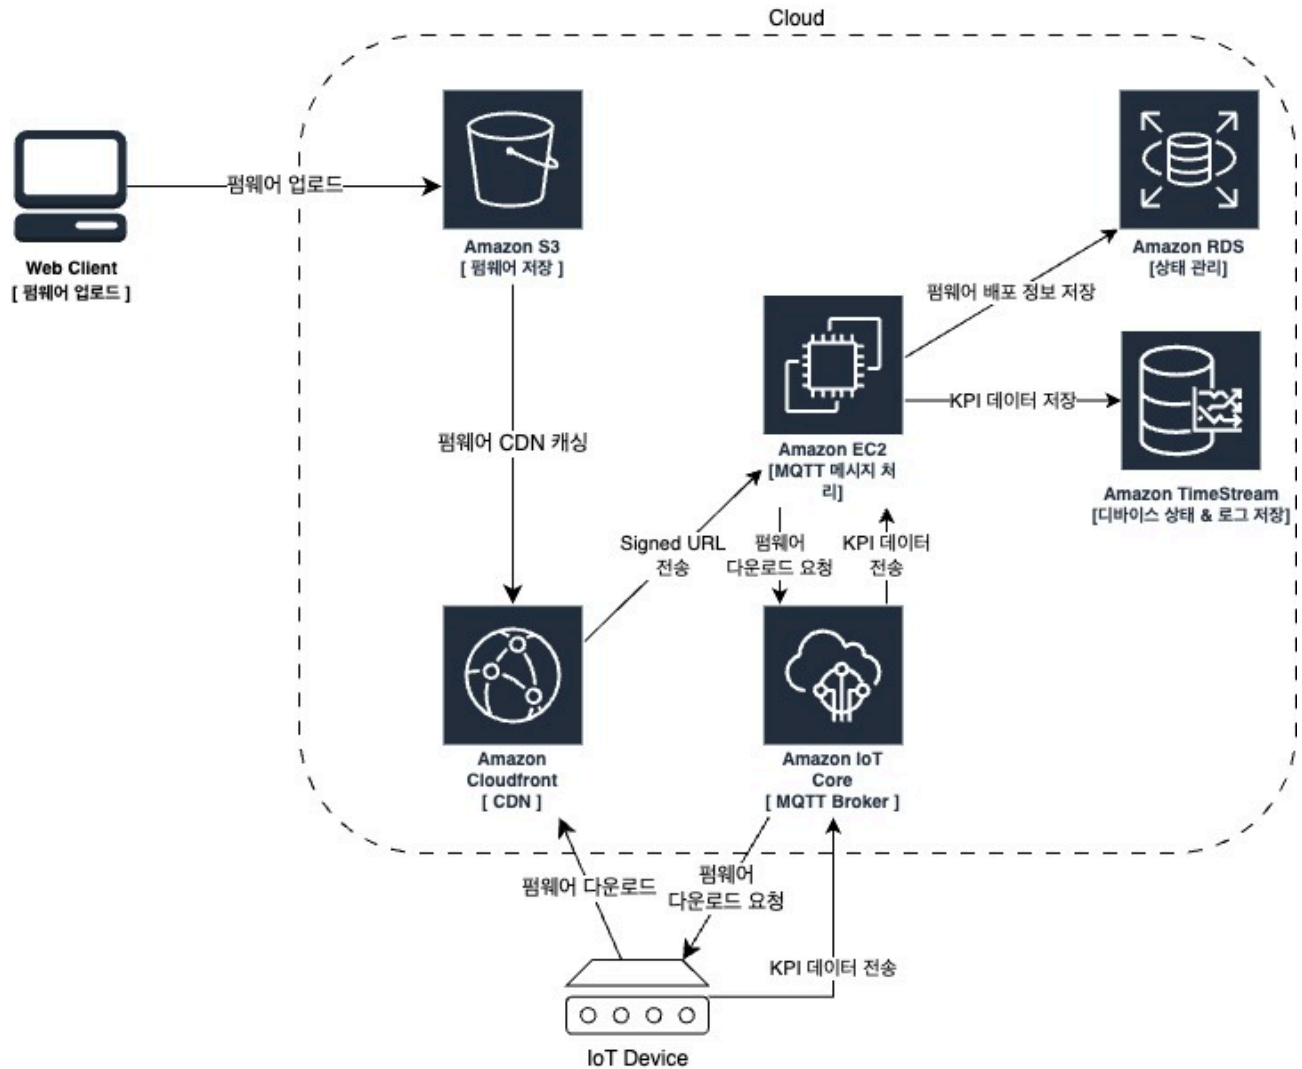 Cloud
펌웨어 업로드
Web Client
[ 펌웨어 업로드 ]
Amazon S3
[ 펌웨어 저장 ]
Amazon RDS
[상태 관리]
펌웨어 배포 정보 저장
KPI 데이터 저장
Amazon EC2
[MQTT 메시지 처
리]
Amazon TimeStream
[디바이스 상태 & 로그 저장]
펌웨어 CDN 캐싱
Signed URL
전송
펌웨어
다운로드 요청
KPI 데이터
전송
Amazon
Cloudfront
[ CDN ]
Amazon IoT
Core
[ MQTT Broker ]
펌웨어 다운로드
펌웨어
다운로드 요청
KPI 데이터 전송
IoT Device